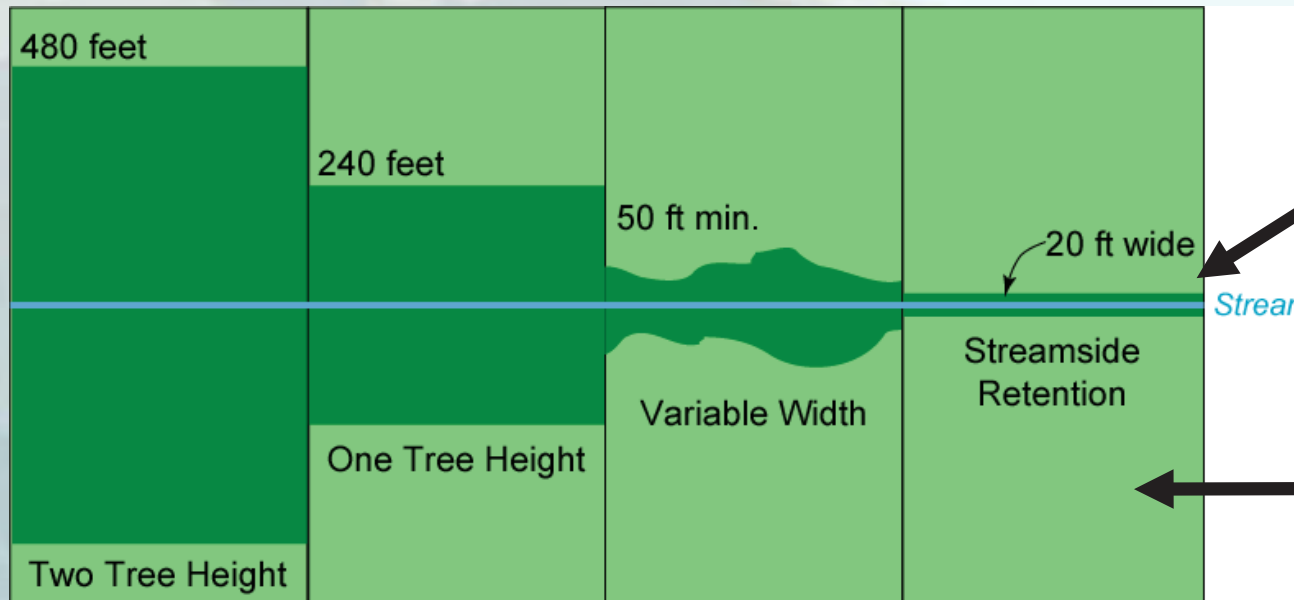 480 feet
240 feet
50 ft min.
20 ft wide
Streamside
Retention
Variable Width
One Tree Height
Two Tree Height